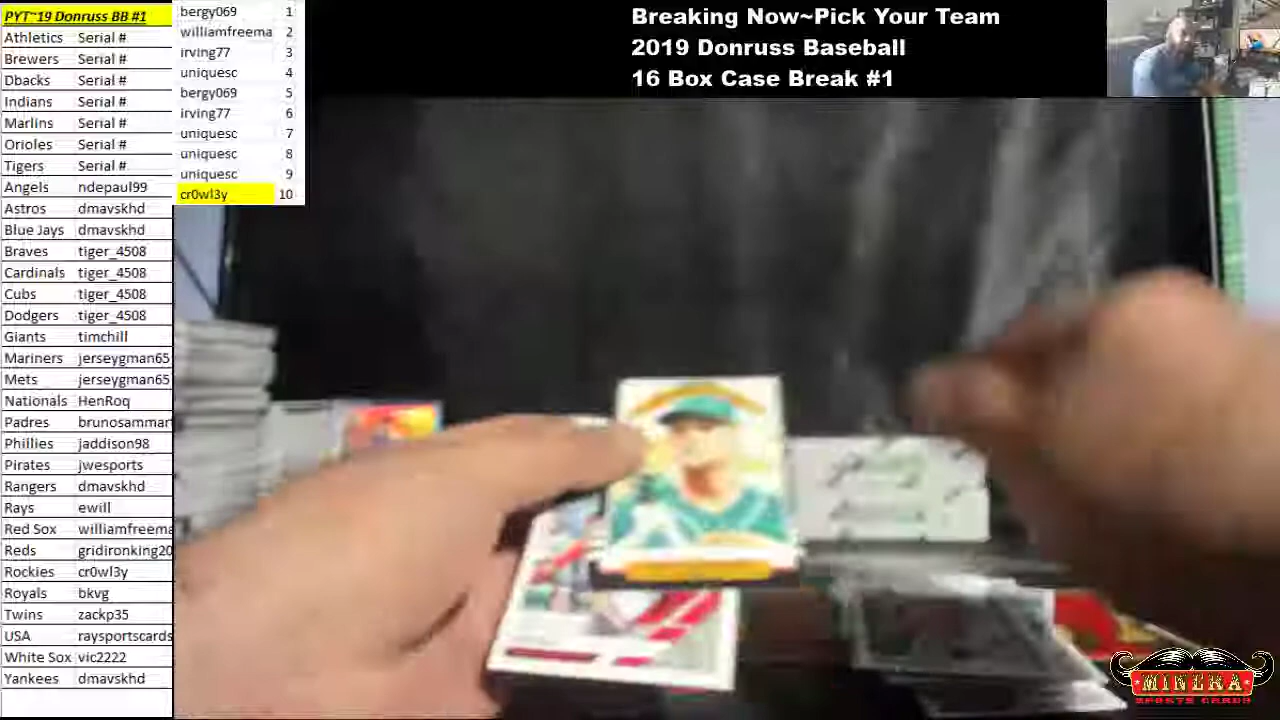 PYT~19 Donruss BB #1
Athletics Serial #
Brewers Serial #
Dbacks Serial #
Indians Serial #
Marlins Serial #
Orioles Serial #
Tigers Serial #
Angels ndepaul99
Astros dmavskhd
Blue Jays dmavskhd
Braves tiger_4508
Cardinals tiger_4508
Cubs tiger_4508
Dodgers tiger_4508
Giants timchill
Mariners jerseygman65
Mets jerseygman65
Nationals HenRoq
Padres brunosammar
Phillies jaddison98
Pirates jwesports
Rangers dmavskhd
Rays ewill
Red Sox williamfreema
Reds gridironking20
Rockies cr0wl3y
Royals bkvg
Twins zackp35
USA raysportscards
White Sox vic2222
Yankees dmavskhd
bergy069 1
williamfreema 2
irving77 3
uniquesc 4
bergy069 5
irving77 6
uniquesc 7
uniquesc 8
uniquesc 9
cr0wl3y 10
Breaking Now~Pick Your Team
2019 Donruss Baseball
16 Box Case Break #1
MINERA
SPORTS CARDS